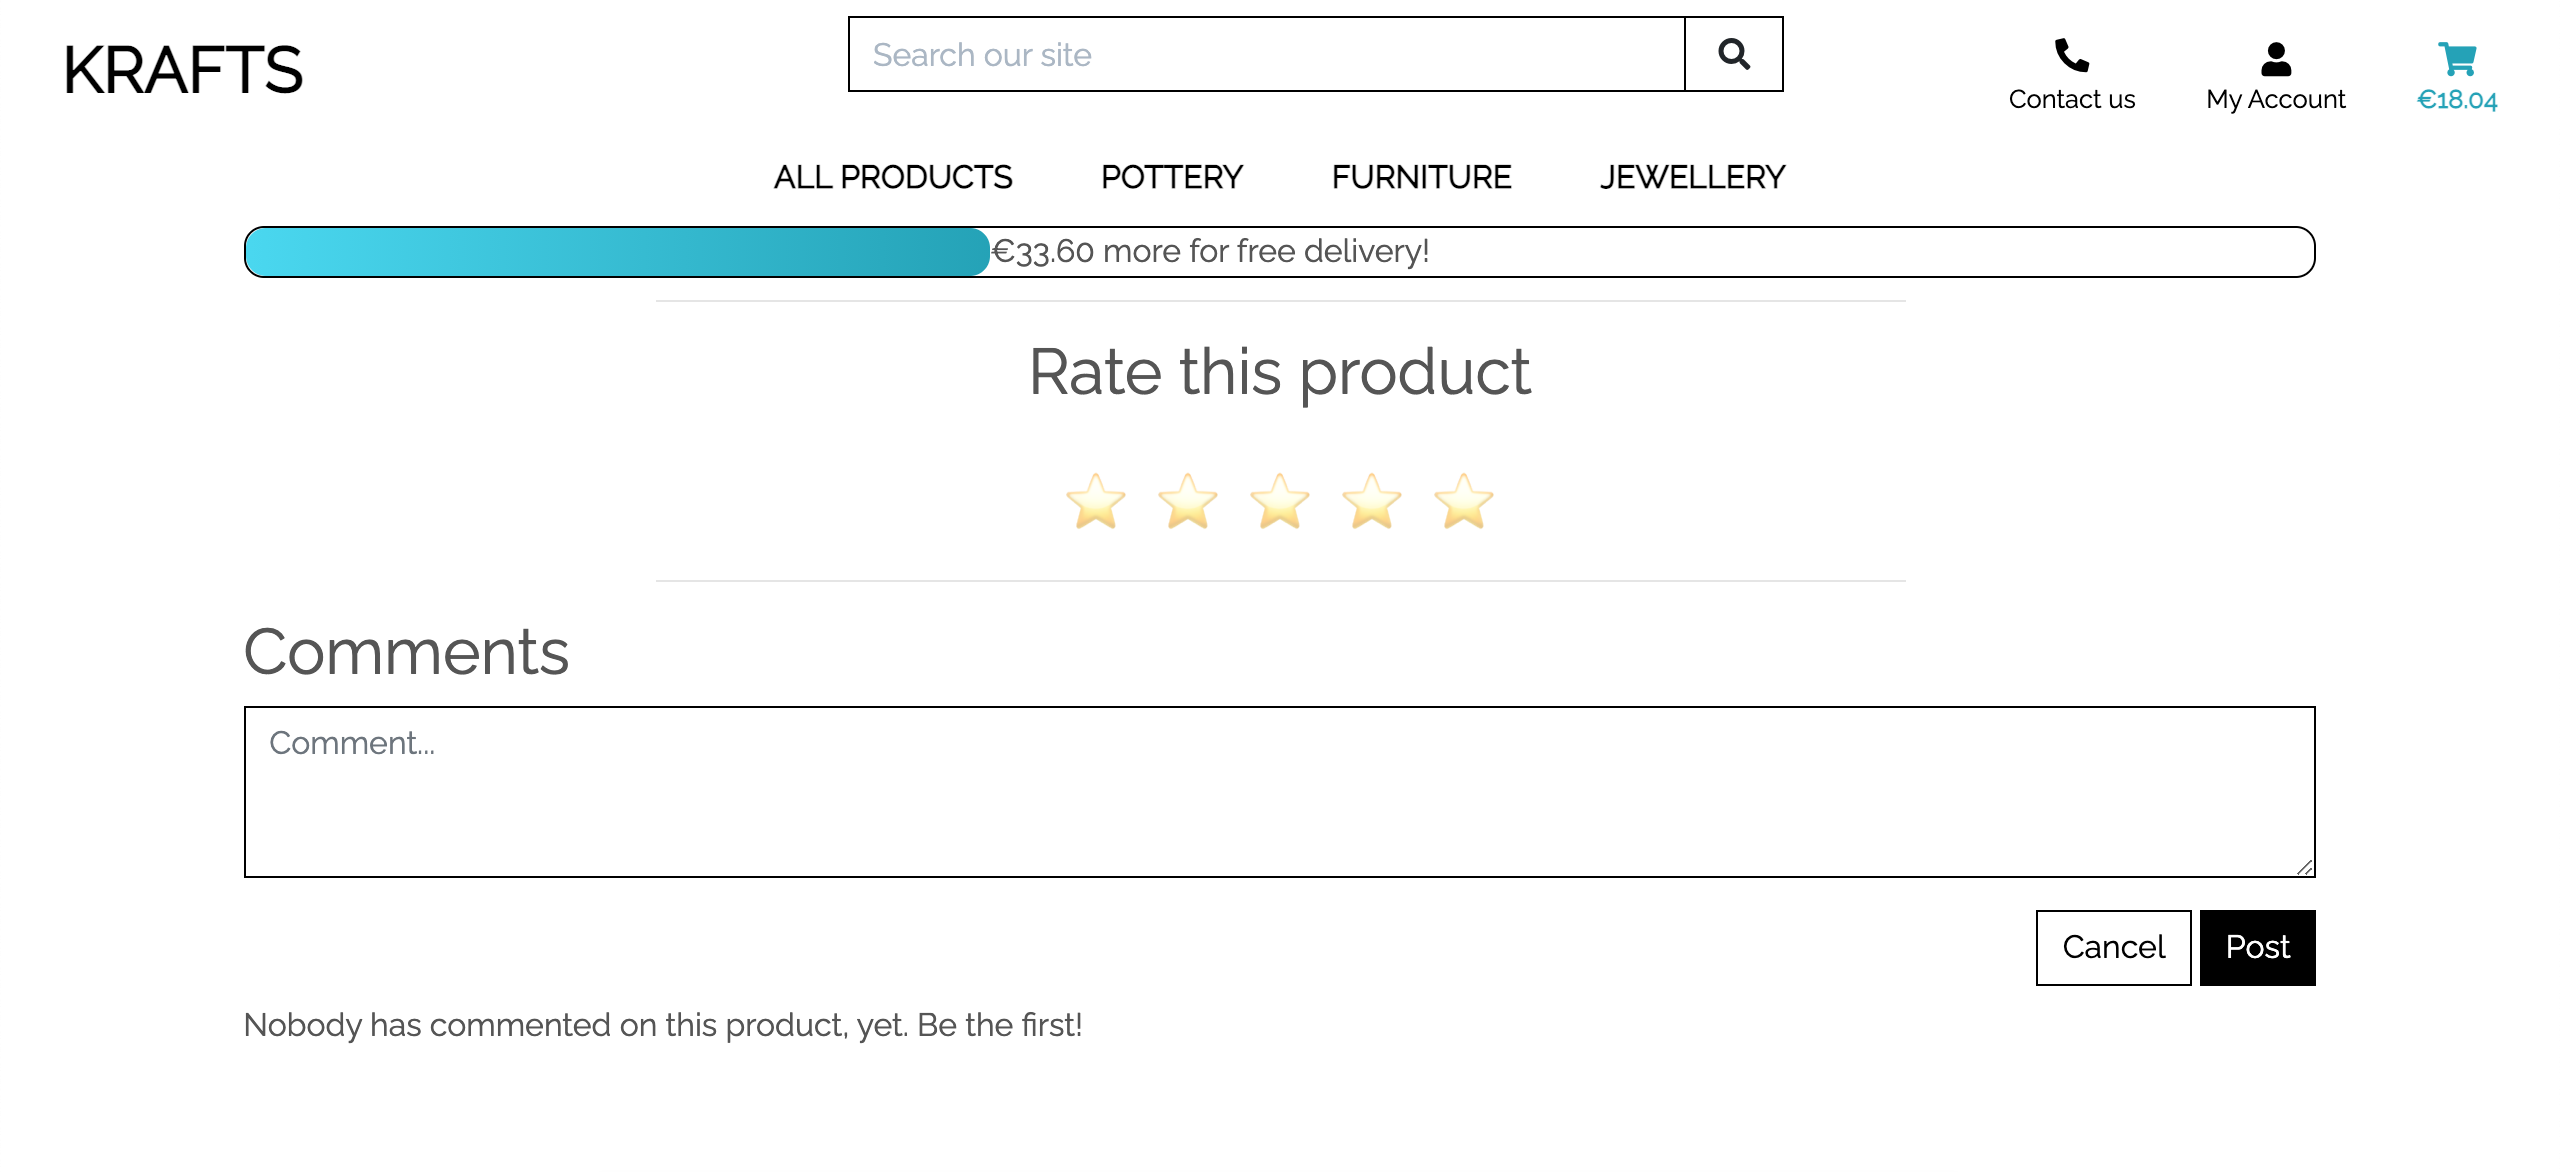 KRAFTS
Search our site
Contact us
My Account
€18.04
ALL PRODUCTS
POTTERY
FURNITURE
JEWELLERY
€33.60 more for free delivery!
Rate this product
Comments
Comment...
Cancel
Post
Nobody has commented on this product, yet. Be the first!